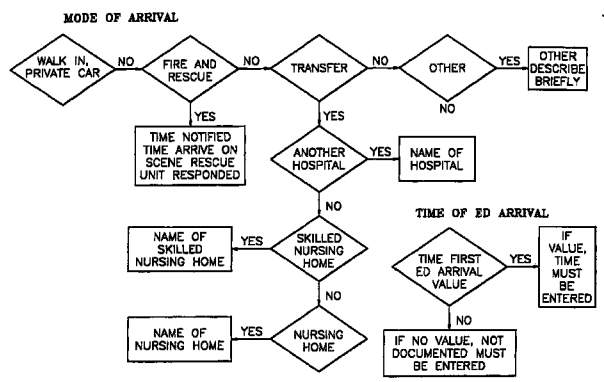 MODE OF ARRIVAL
WALK IN,
PRIVATE CAR
NO
FIRE AND
RESCUE
NO
TRANSFER
NO
OTHER
YES
OTHER
DESCRIBE
BRIEFLY
NO
YES
TIME NOTIFIED
TIME ARRIVE ON
SCENE RESCUE
UNIT RESPONDED
YES
ANOTHER
HOSPITAL
YES
NAME OF
HOSPITAL
NO
SKILLED
NURSING
HOME
YES
NAME OF
SKILLED
NURSING HOME
NO
NURSING
HOME
YES
NAME OF
NURSING HOME
TIME OF ED ARRIVAL
TIME FIRST
ED ARRIVAL
VALUE
YES
IF
VALUE,
TIME
MUST
BE
ENTERED
NO
IF NO VALUE, NOT
DOCUMENTED MUST
BE ENTERED